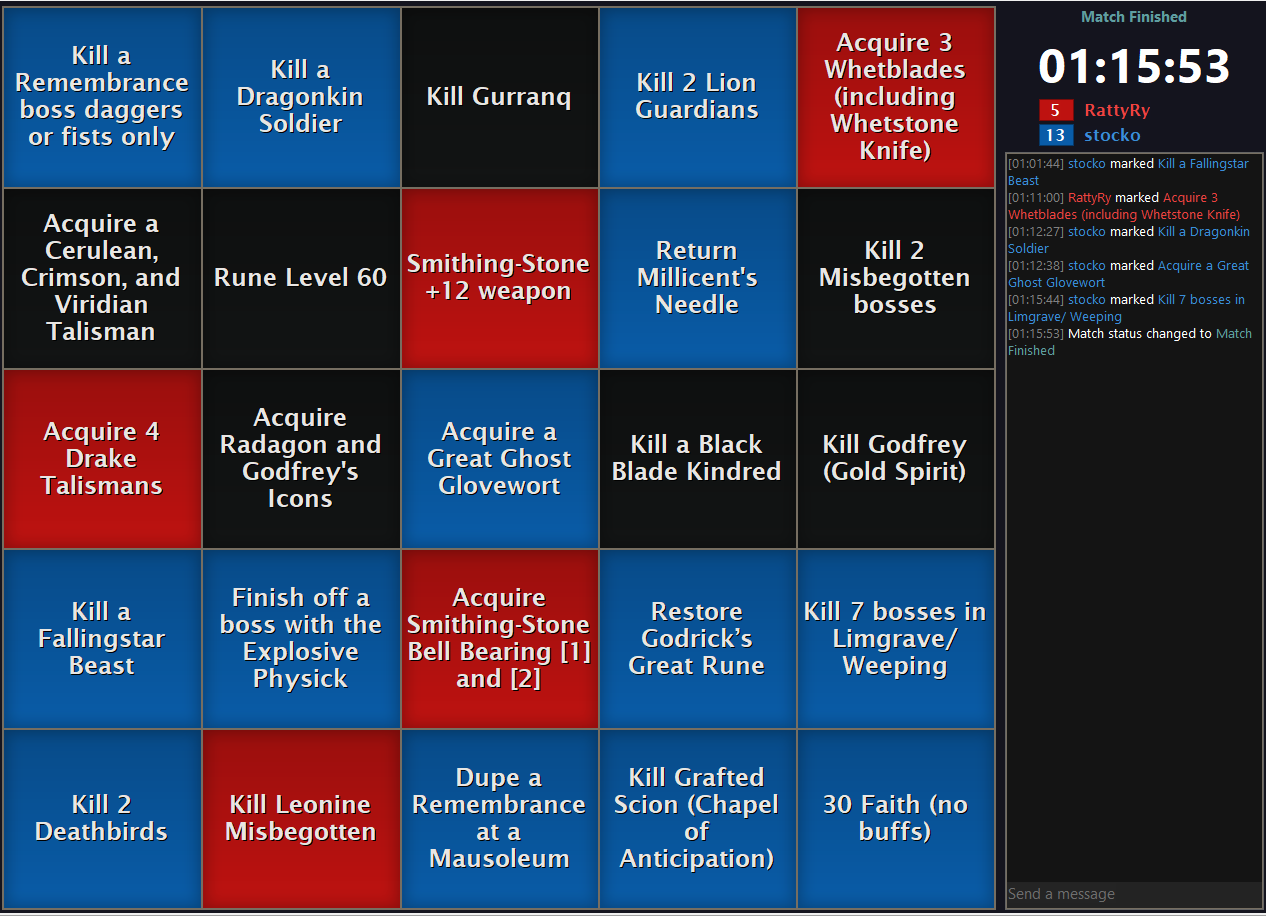 Kill a
Remembrance
boss daggers
or fists only
Kill a
Dragonkin
Soldier
Kill Gurranq
Kill 2 Lion
Guardians
Acquire 3
Whetblades
(including
Whetstone
Knife)
Acquire a
Cerulean,
Crimson, and
Viridian
Talisman
Rune Level 60
Smithing-Stone
+12 weapon
Return
Millicent's
Needle
Kill 2
Misbegotten
bosses
Acquire 4
Drake
Talismans
Acquire
Radagon and
Godfrey's
Icons
Acquire a
Great Ghost
Glovewort
Kill a Black
Blade Kindred
Kill Godfrey
(Gold Spirit)
Kill a
Fallingstar
Beast
Finish off a
boss with the
Explosive
Physick
Acquire
Smithing-Stone
Bell Bearing [1]
and [2]
Restore
Godrick’s
Great Rune
Kill 7 bosses in
Limgrave/
Weeping
Kill 2
Deathbirds
Kill Leonine
Misbegotten
Dupe a
Remembrance
at a
Mausoleum
Kill Grafted
Scion (Chapel
of
Anticipation)
30 Faith (no
buffs)
Match Finished
01:15:53
5 RattyRy
13 stocko
[01:01:44] stocko marked Kill a Fallingstar
Beast
[01:11:00] RattyRy marked Acquire 3
Whetblades (including Whetstone Knife)
[01:12:27] stocko marked Kill a Dragonkin
Soldier
[01:12:38] stocko marked Acquire a Great
Ghost Glovewort
[01:15:44] stocko marked Kill 7 bosses in
Limgrave/ Weeping
[01:15:53] Match status changed to Match
Finished
Send a message